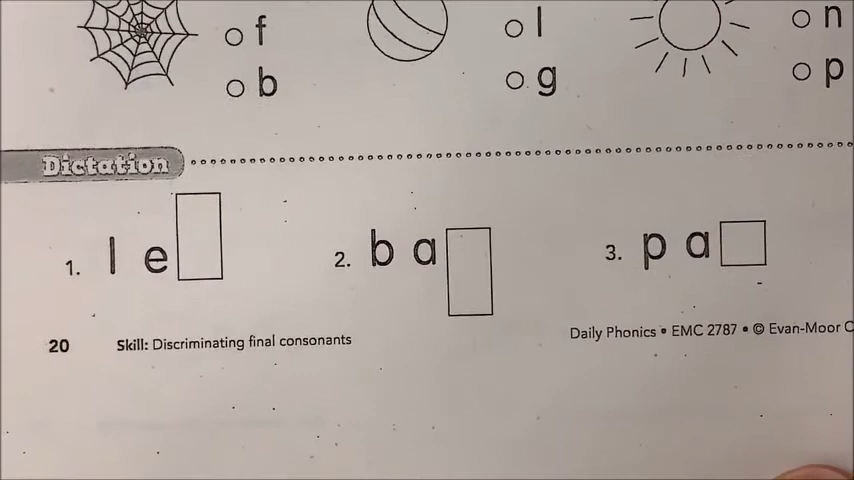 f l n
b g p
Dictation
1. l e 2. b a 3. p a
20 Skill: Discriminating final consonants Daily Phonics • EMC 2787 • © Evan-Moor C